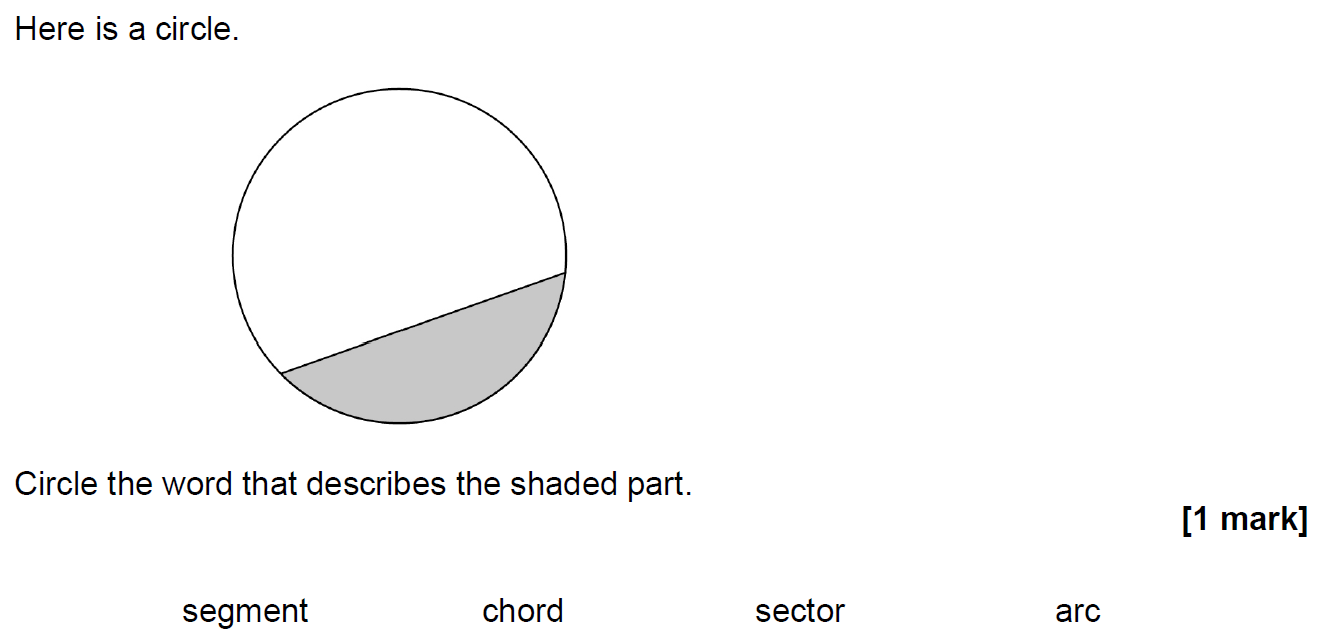 Here is a circle.
Circle the word that describes the shaded part.
[1 mark]
segment chord sector arc